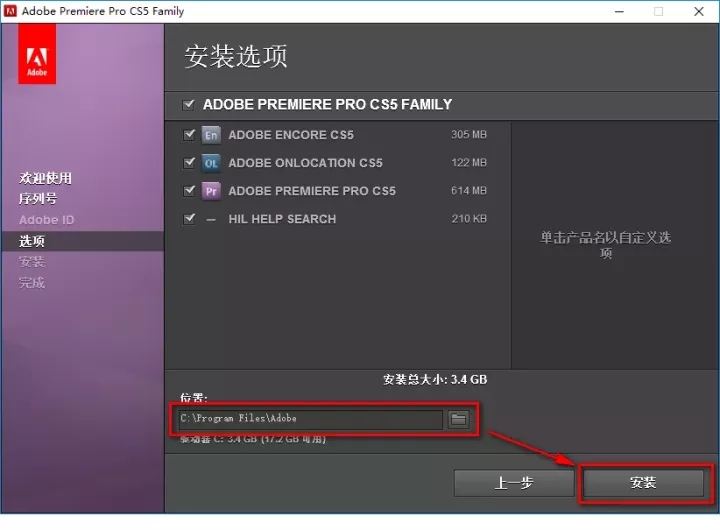 Adobe Premiere Pro CS5 Family
Adobe
安装选项
ADOBE PREMIERE PRO CS5 FAMILY
En ADOBE ENCORE CS5 305 MB
OL ADOBE ONLOCATION CS5 122 MB
Pr ADOBE PREMIERE PRO CS5 614 MB
— HIL HELP SEARCH 210 KB
欢迎使用
序列号
Adobe ID
选项
安装
完成
单击产品名以自定义选
项
安装总大小: 3.4 GB
位置:
C:\Program Files\Adobe
驱动器 C: 3.4 GB (17.2 GB 可用)
上一步
安装